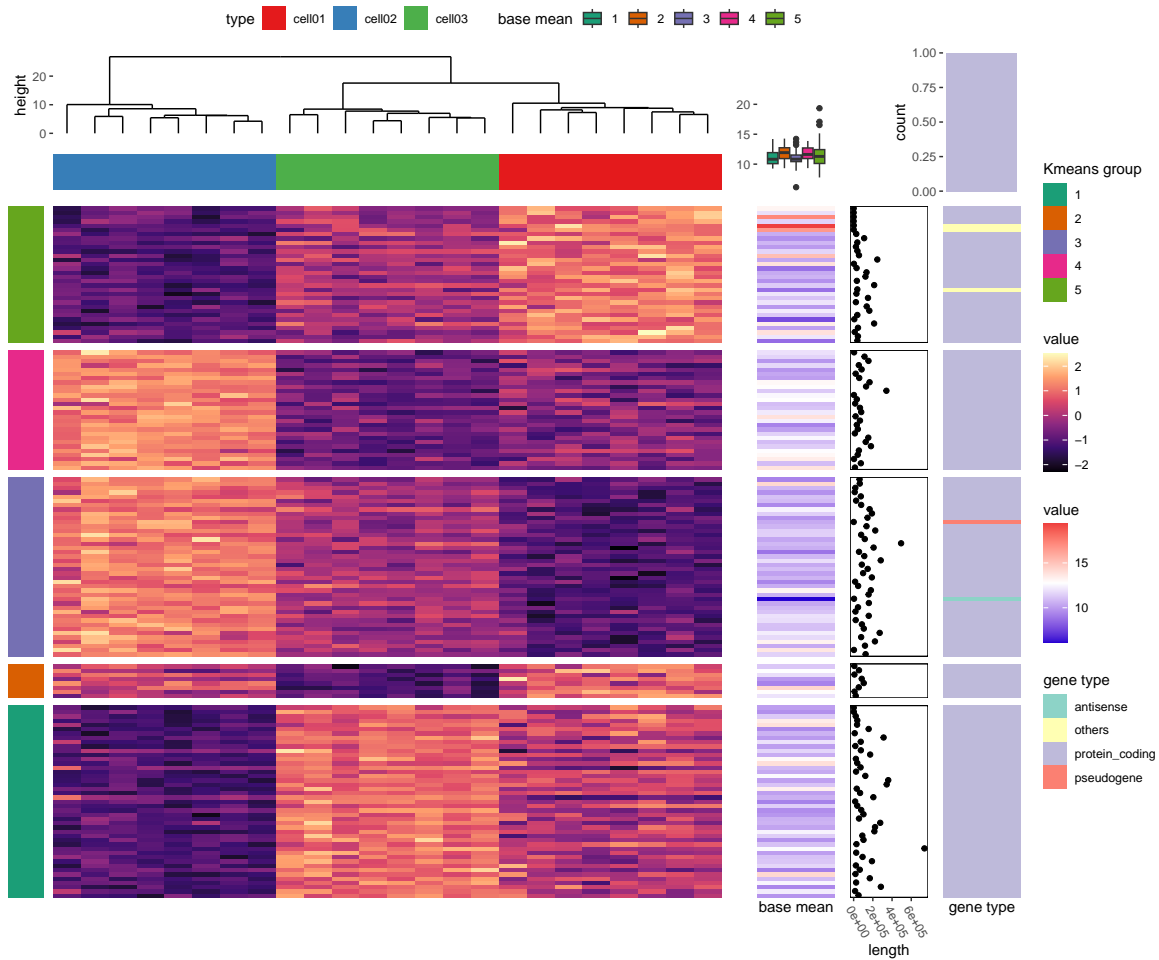 type cell01 cell02 cell03 base mean 1 2 3 4 5
height
20
10
0
20
15
10
count
1.00
0.75
0.50
0.25
0.00
Kmeans group
1
2
3
4
5
value
2
1
0
−1
−2
value
15
10
gene type
antisense
others
protein_coding
pseudogene
base mean
0e+00
2e+05
4e+05
6e+05
length
gene type